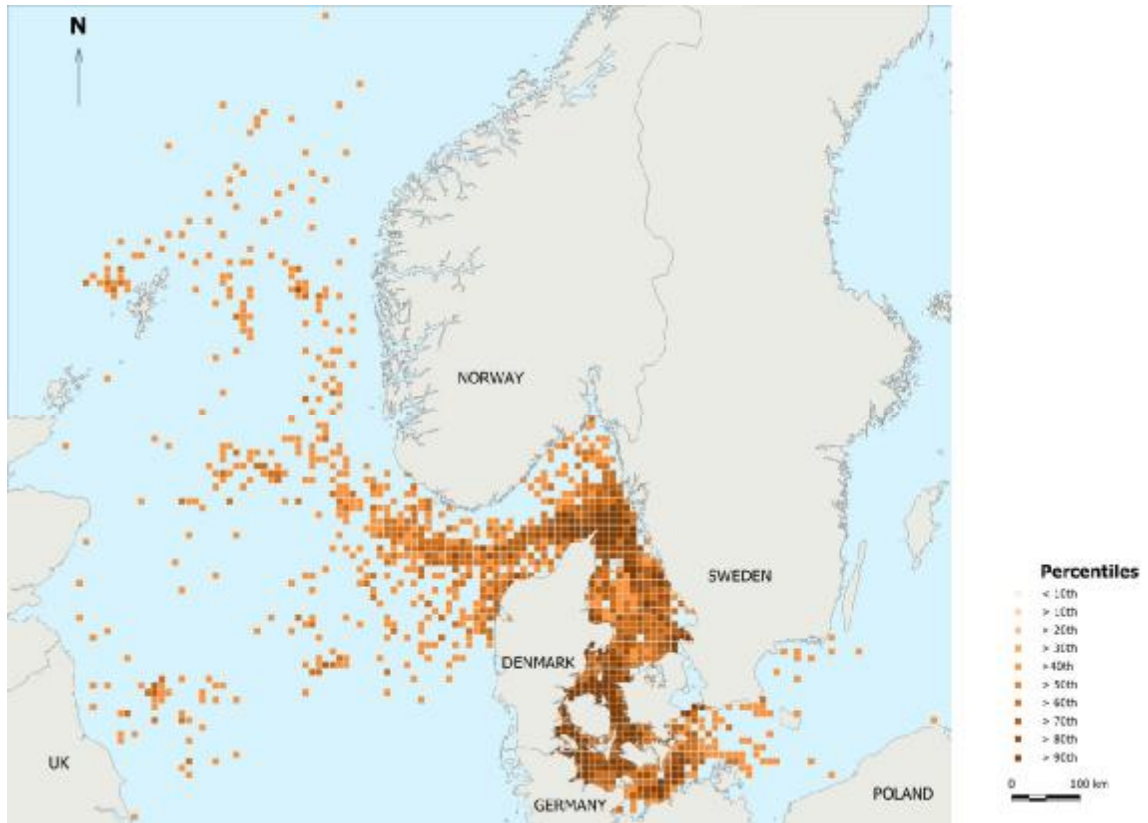 N
NORWAY
SWEDEN
DENMARK
UK
GERMANY
POLAND
Percentiles
< 10th
> 10th
> 20th
> 30th
>40th
> 50th
> 60th
> 70th
> 80th
> 90th
0 100 km